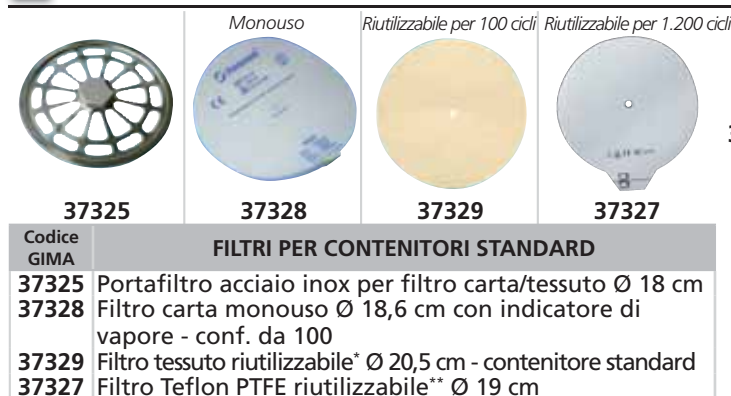 Monouso
Riutilizzabile per 100 cicli
Riutilizzabile per 1.200 cicli
37325
37328
37329
37327
Codice GIMA
FILTRI PER CONTENITORI STANDARD
37325 Portafiltro acciaio inox per filtro carta/tessuto Ø 18 cm
37328 Filtro carta monouso Ø 18,6 cm con indicatore di
vapore - conf. da 100
37329 Filtro tessuto riutilizzabile* Ø 20,5 cm - contenitore standard
37327 Filtro Teflon PTFE riutilizzabile** Ø 19 cm